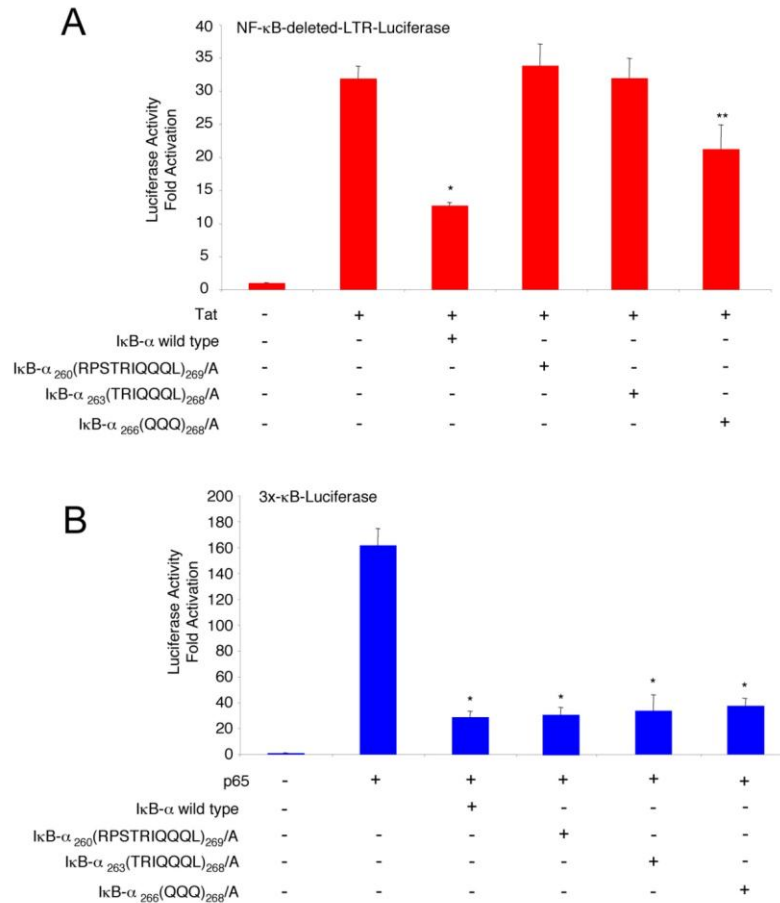 A
NF-κB-deleted-LTR-Luciferase
Luciferase Activity
Fold Activation
40
35
30
25
20
15
10
5
0
*
**
Tat - + + + + +
IκB-α wild type - - + - - -
IκB-α 260(RPSTRIQQQL)269/A - - - + - -
IκB-α 263(TRIQQQL)268/A - - - - + -
IκB-α 266(QQQ)268/A - - - - - +
B
3x-κB-Luciferase
Luciferase Activity
Fold Activation
200
180
160
140
120
100
80
60
40
20
0
* * * *
p65 - + + + + +
IκB-α wild type - + - - -
IκB-α 260(RPSTRIQQQL)269/A - - - + - -
IκB-α 263(TRIQQQL)268/A - - - - + -
IκB-α 266(QQQ)268/A - - - - - +